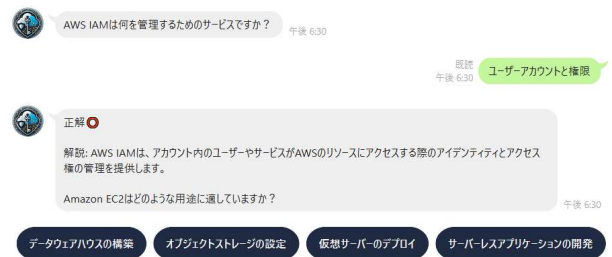 AWS IAMは何を管理するためのサービスですか？
午後 6:30
既読
午後 6:30
ユーザーアカウントと権限
正解⭕
解説: AWS IAMは、アカウント内のユーザーやサービスがAWSのリソースにアクセスする際のアイデンティティとアクセス
権の管理を提供します。
Amazon EC2はどのような用途に適していますか？
午後 6:30
データウェアハウスの構築
オブジェクトストレージの設定
仮想サーバーのデプロイ
サーバーレスアプリケーションの開発